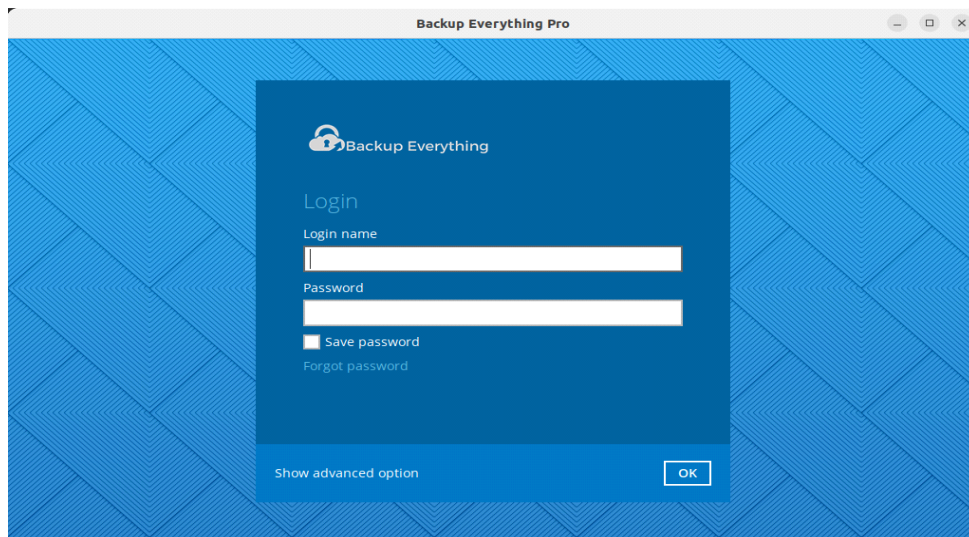 Backup Everything Pro
Backup Everything
Login
Login name
Password
Save password
Forgot password
Show advanced option
OK